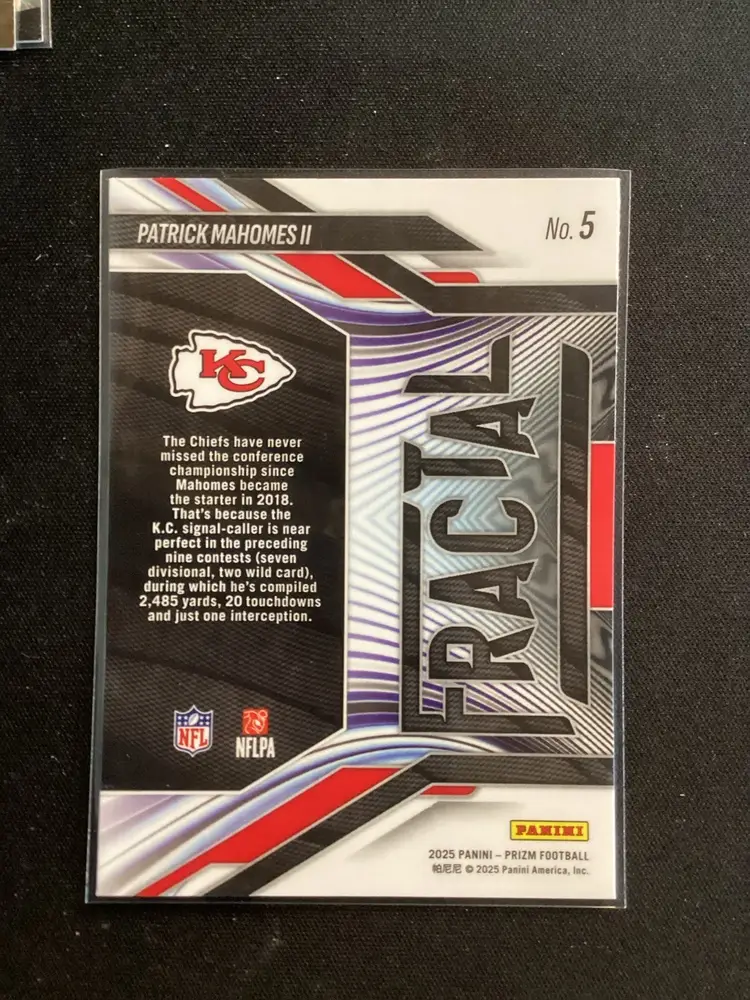 PATRICK MAHOMES II
No. 5
KC
The Chiefs have never
missed the conference
championship since
Mahomes became
the starter in 2018.
That's because the
K.C. signal-caller is near
perfect in the preceding
nine contests (seven
divisional, two wild card),
during which he's compiled
2,485 yards, 20 touchdowns
and just one interception.
FRACTAL
NFL
NFLPA
PANINI
2025 PANINI – PRIZM FOOTBALL
帕尼尼 © 2025 Panini America, Inc.